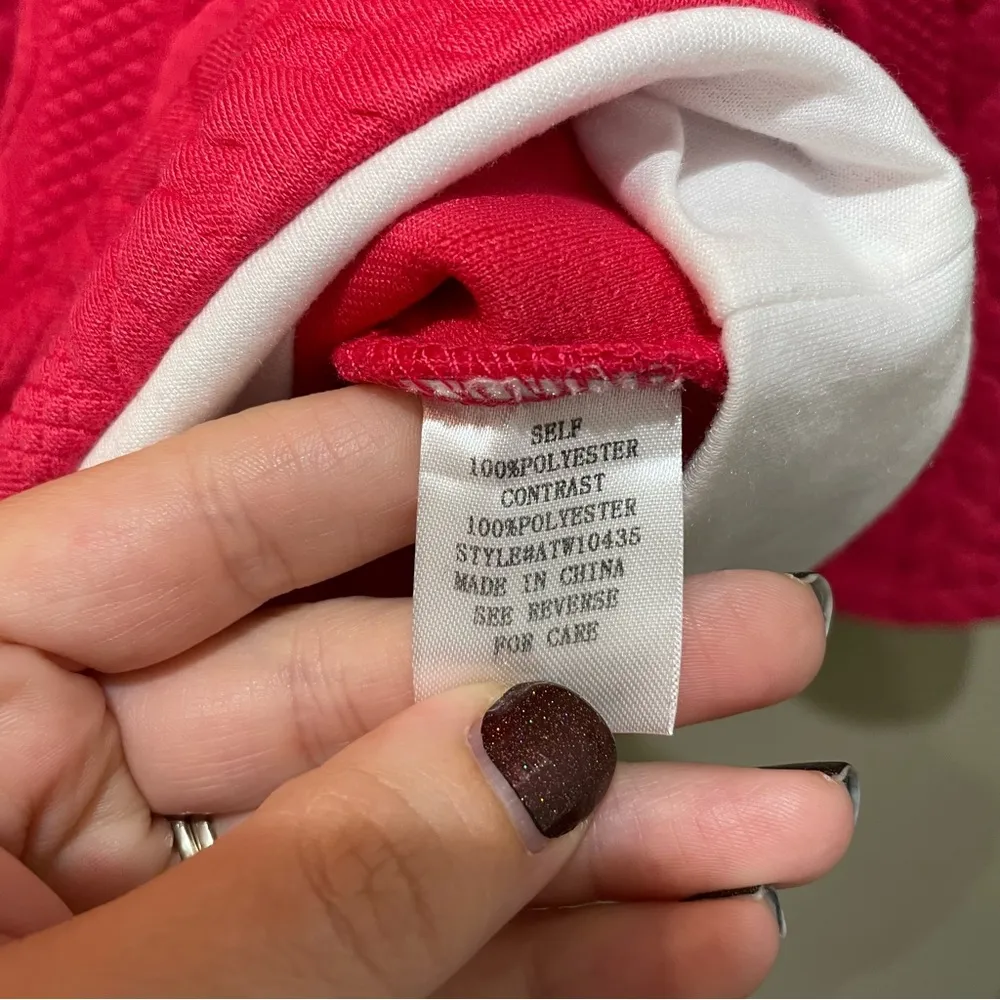 SELF
100%POLYESTER
CONTRAST
100%POLYESTER
STYLE#ATW10435
MADE IN CHINA
SEE REVERSE
FOR CARE